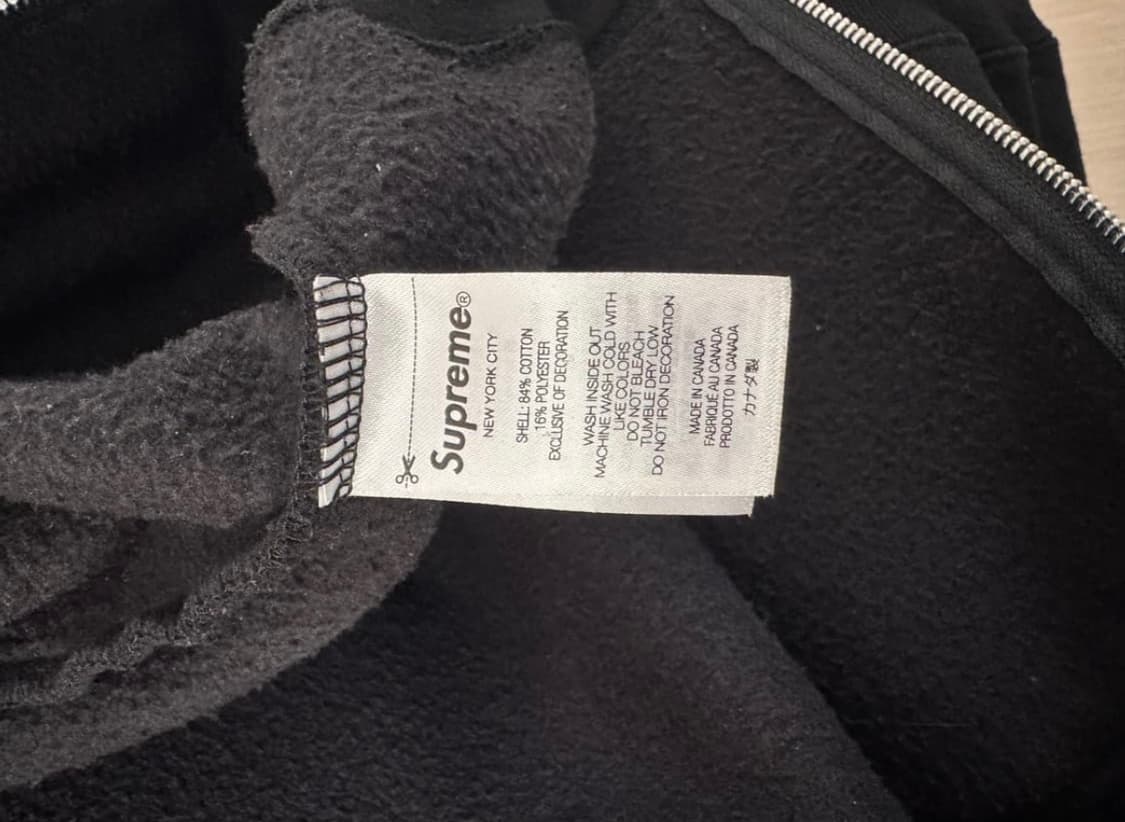 Supreme®
NEW YORK CITY
SHELL: 84% COTTON
16% POLYESTER
EXCLUSIVE OF DECORATION
WASH INSIDE OUT
MACHINE WASH COLD WITH
LIKE COLORS
DO NOT BLEACH
TUMBLE DRY LOW
DO NOT IRON DECORATION
MADE IN CANADA
FABRIQUÉ AU CANADA
PRODOTTO IN CANADA
カナダ製